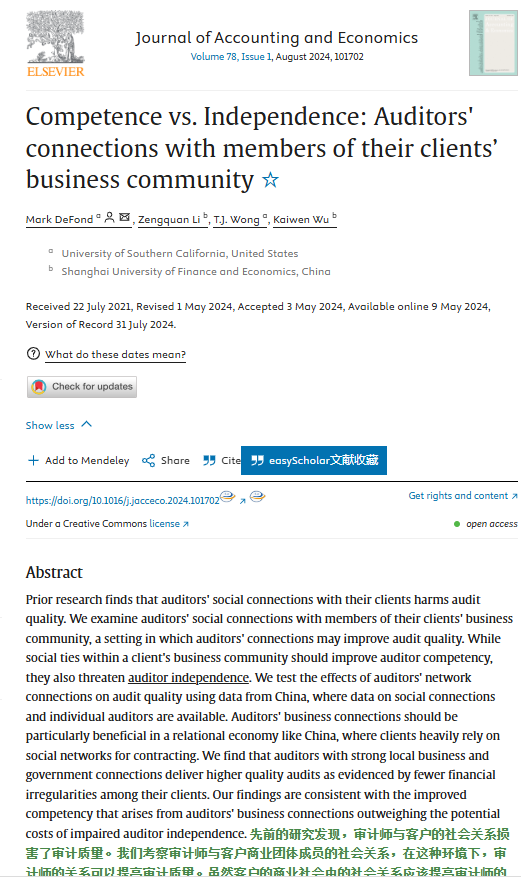 Journal of Accounting and Economics
Volume 78, Issue 1, August 2024, 101702
ELSEVIER
Competence vs. Independence: Auditors'
connections with members of their clients’
business community
Mark DeFond a, Zengquan Li b, T.J. Wong a, Kaiwen Wu b
a University of Southern California, United States
b Shanghai University of Finance and Economics, China
Received 22 July 2021, Revised 1 May 2024, Accepted 3 May 2024, Available online 9 May 2024,
Version of Record 31 July 2024.
What do these dates mean?
Check for updates
Show less
Add to Mendeley Share Cite easyScholar文献收藏
https://doi.org/10.1016/j.jacceco.2024.101702 Get rights and content
Under a Creative Commons license open access
Abstract
Prior research finds that auditors' social connections with their clients harms audit
quality. We examine auditors' social connections with members of their clients' business
community, a setting in which auditors' connections may improve audit quality. While
social ties within a client's business community should improve auditor competency,
they also threaten auditor independence. We test the effects of auditors' network
connections on audit quality using data from China, where data on social connections
and individual auditors are available. Auditors' business connections should be
particularly beneficial in a relational economy like China, where clients heavily rely on
social networks for contracting. We find that auditors with strong local business and
government connections deliver higher quality audits as evidenced by fewer financial
irregularities among their clients. Our findings are consistent with the improved
competency that arises from auditors' business connections outweighing the potential
costs of impaired auditor independence. 先前的研究发现，审计师与客户的社会关系损
害了审计质量。我们考察审计师与客户商业团体成员的社会关系，在这种环境下，审
计师的关系可以提高审计质量。虽然客户的商业社会中的社会关系应该提高审计师的